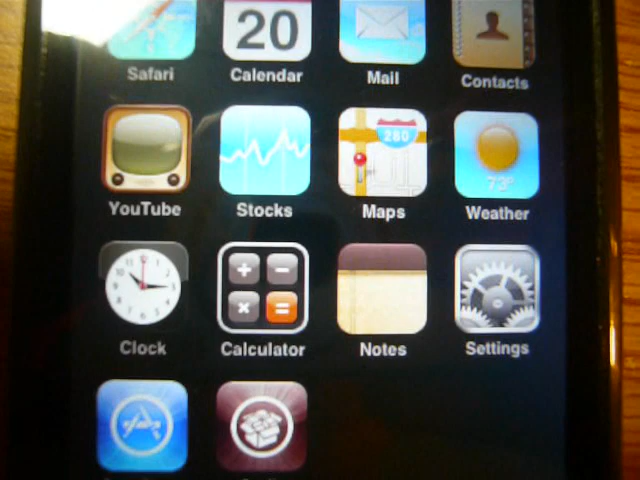 20
Safari Calendar Mail Contacts
280
73°
YouTube Stocks Maps Weather
Clock Calculator Notes Settings